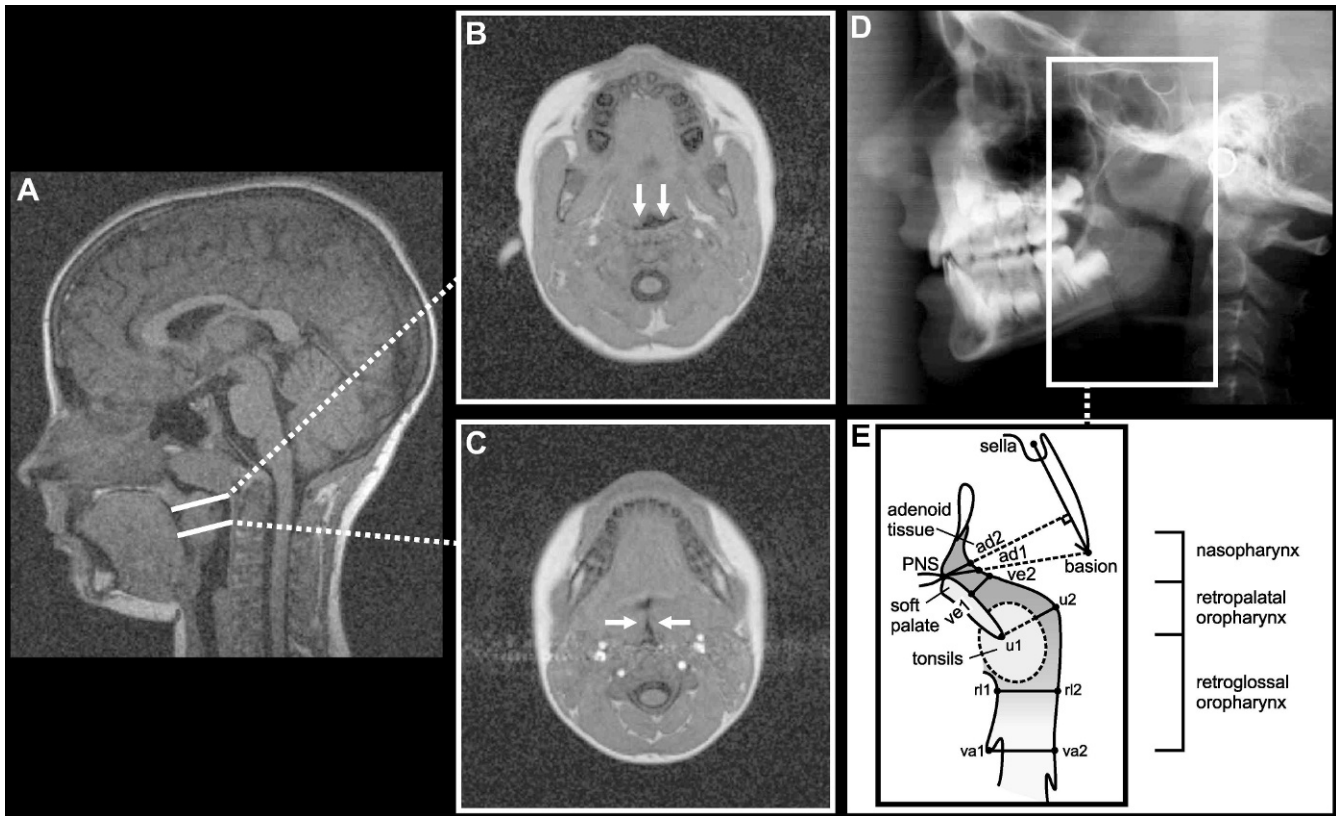 A
B
C
D
E
sella
adenoid
tissue
ad2
ad1
PNS
ve2
basion
soft
palate
ve1
u2
u1
tonsils
rl1
rl2
va1
va2
nasopharynx
retropalatal
oropharynx
retroglossal
oropharynx